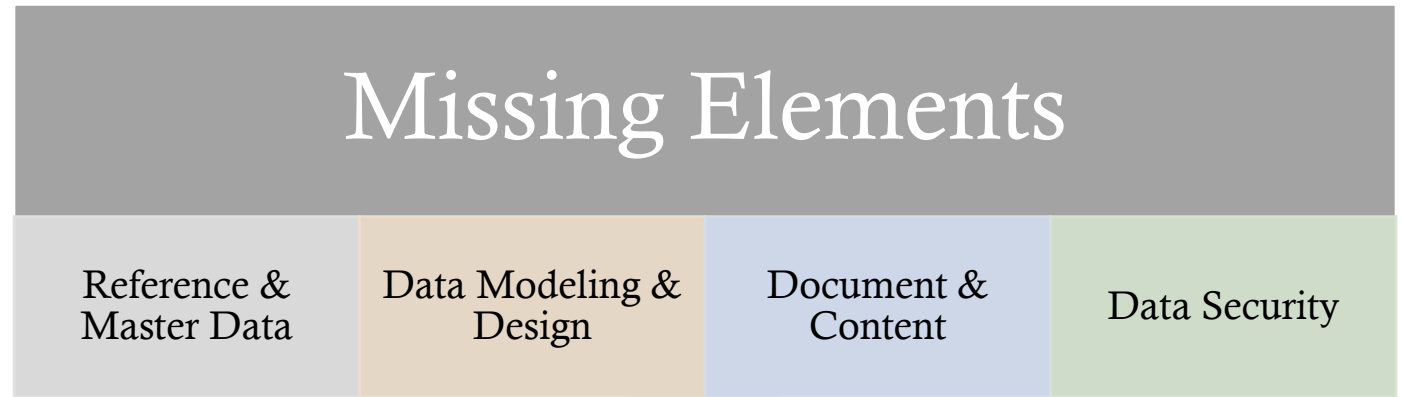 Missing Elements
Reference &
Master Data
Data Modeling &
Design
Document &
Content
Data Security